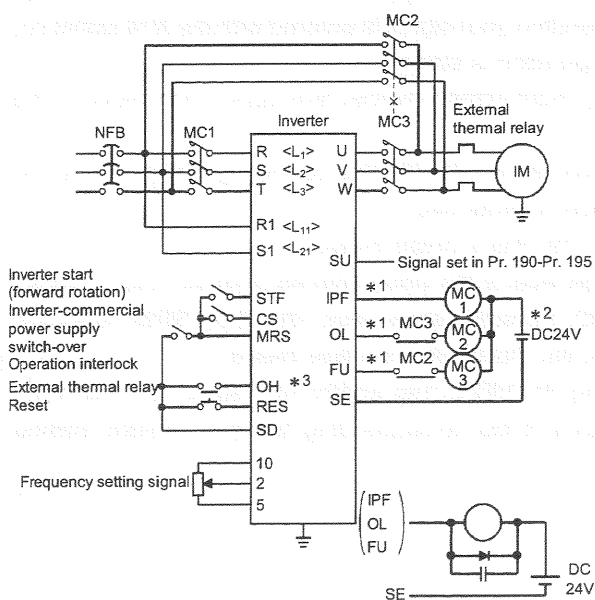 MC2
NFB
MC1
Inverter
MC3
External
thermal relay
R <L1>
S <L2>
T <L3>
U
V
W
IM
R1 <L11>
S1 <L21>
SU
Signal set in Pr. 190-Pr. 195
Inverter start
(forward rotation)
Inverter-commercial
power supply
switch-over
Operation interlock
External thermal relay
Reset
STF
CS
MRS
OH *3
RES
SD
IPF
*1
MC
1
*2
DC24V
OL
*1
MC3
MC
2
FU
*1
MC2
MC
3
SE
Frequency setting signal
10
2
5
(IPF
OL
FU)
SE
DC
24V